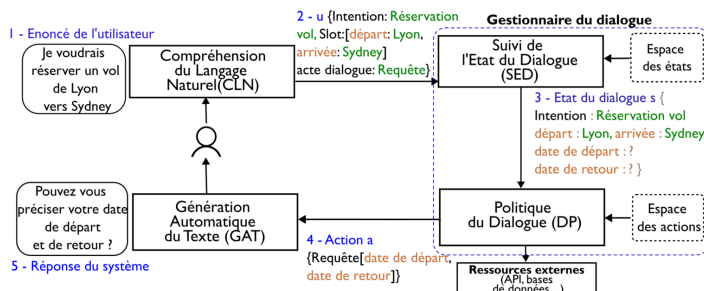 1 - Enoncé de l'utilisateur
Je voudrais
réserver un vol
de Lyon
vers Sydney
Compréhension
du Langage
Naturel(CLN)
2 - u {Intention: Réservation
vol, Slot:[départ: Lyon,
arrivée: Sydney]
acte dialogue: Requête}
Gestionnaire du dialogue
Suivi de
l'Etat du Dialogue
(SED)
Espace
des états
3 - Etat du dialogue s {
Intention : Réservation vol
départ : Lyon, arrivée : Sydney
date de départ : ?
date de retour : ? }
Politique
du Dialogue (DP)
Espace
des actions
Ressources externes
(API, bases
de données...)
4 - Action a
{Requête[date de départ,
date de retour]}
Génération
Automatique
du Texte (GAT)
Pouvez vous
préciser votre date
de départ
et de retour ?
5 - Réponse du système